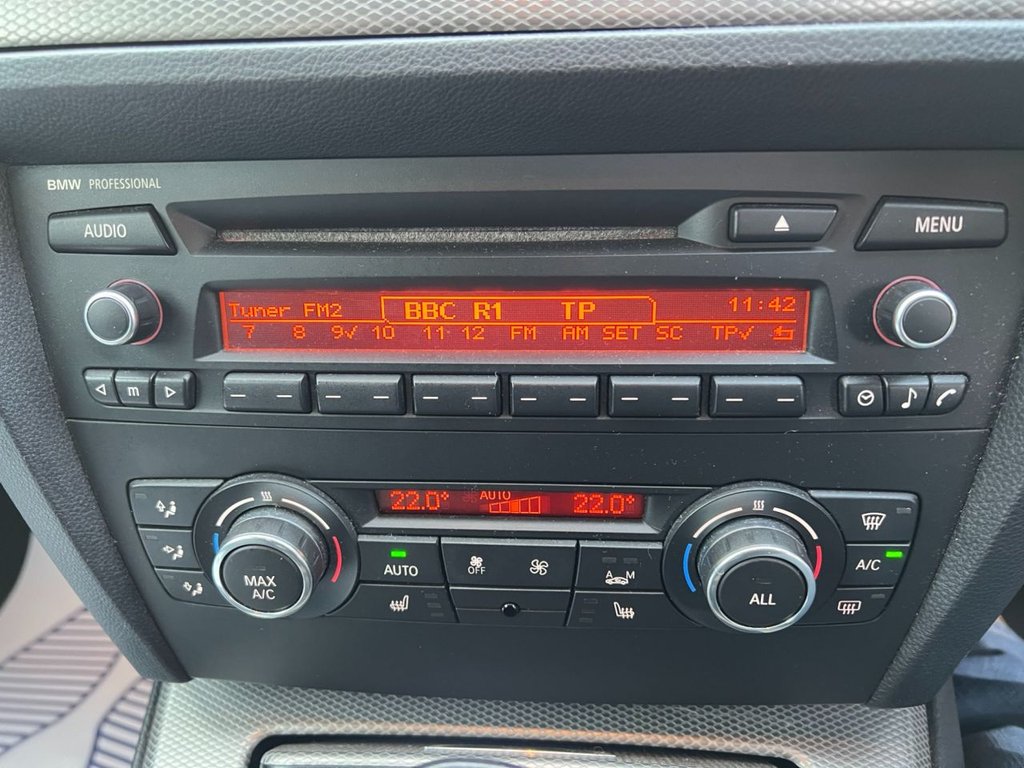 BMW PROFESSIONAL
AUDIO
MENU
Tuner FM2 BBC R1 TP 11:42
7 8 9✓ 10 11 12 FM AM SET SC TP✓
m
22.0° AUTO 22.0°
MAX A/C
AUTO
OFF
A M
ALL
A/C